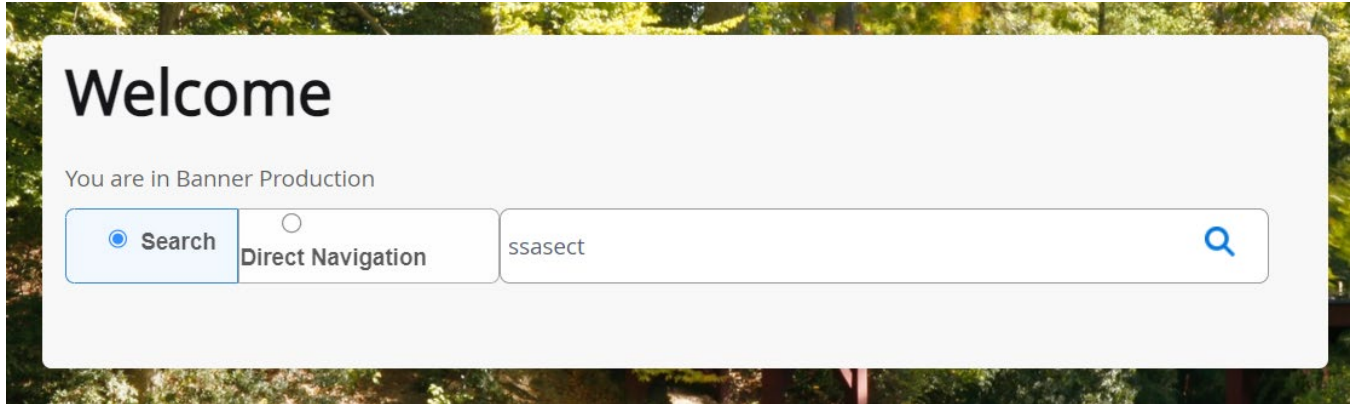 Welcome
You are in Banner Production
Search
Direct Navigation
ssasect